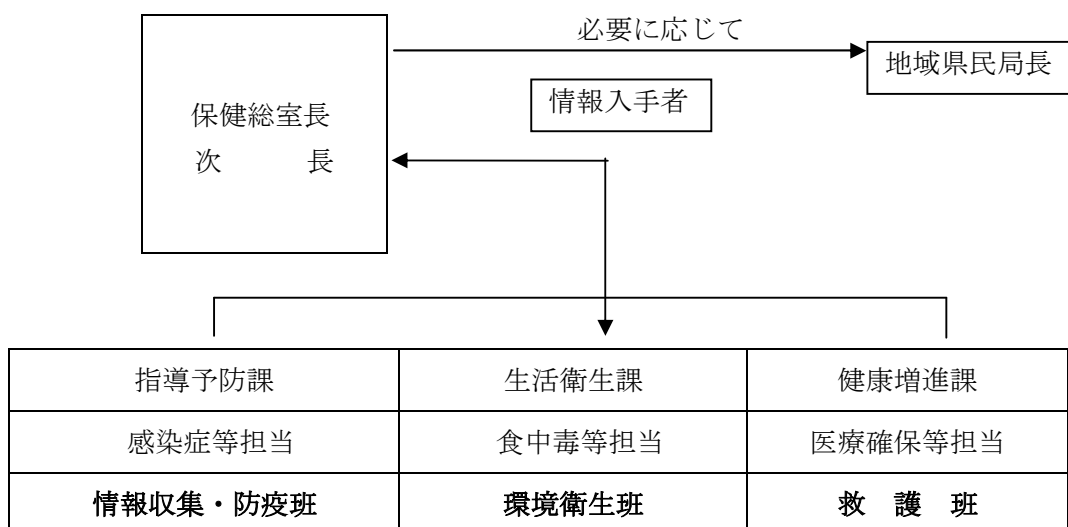 必要に応じて
地域県民局長
情報入手者
保健総室長
次　　　長
指導予防課　生活衛生課　健康増進課
感染症等担当　食中毒等担当　医療確保等担当
情報収集・防疫班　環境衛生班　救　護　班